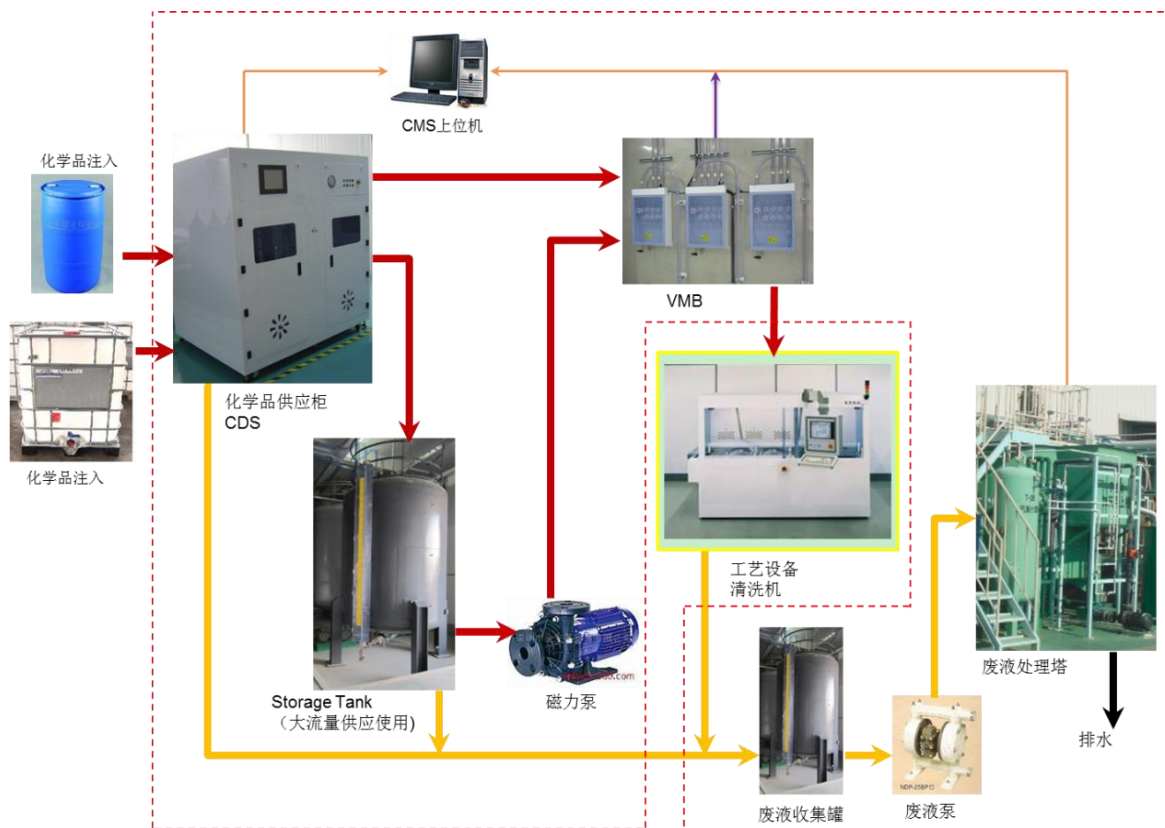 CMS上位机
化学品注入
VMB
化学品供应柜
CDS
化学品注入
工艺设备
清洗机
废液处理塔
Storage Tank
（大流量供应使用)
磁力泵
排水
NDP-25BPC
废液收集罐
废液泵